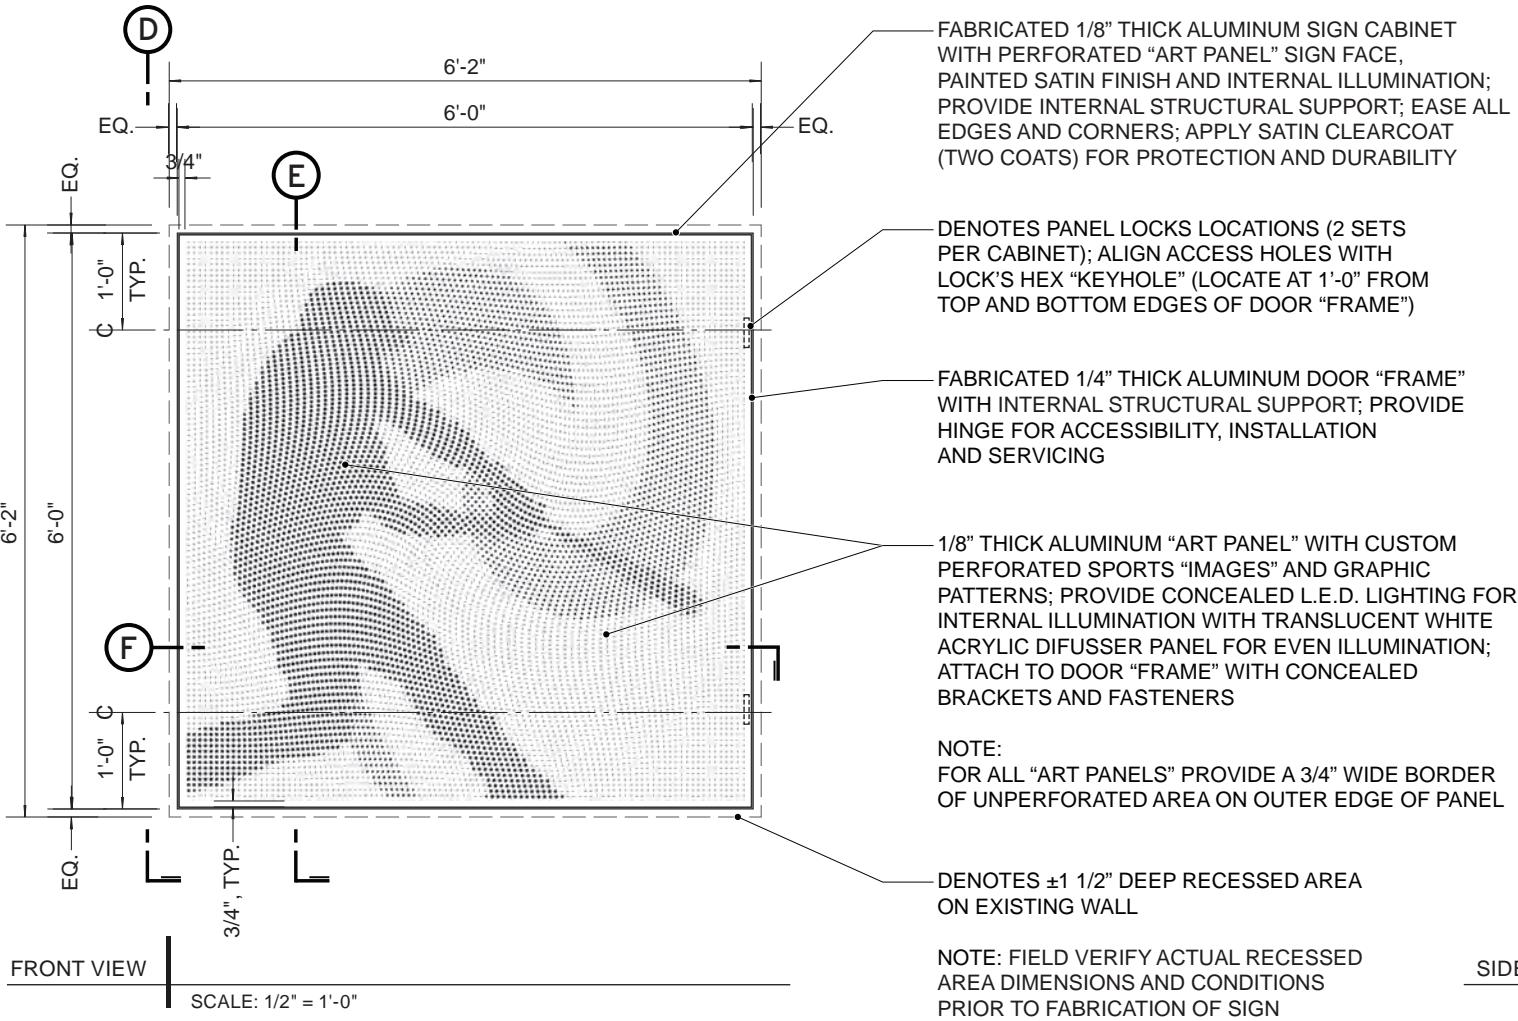 D
6'-2"
6'-0"
EQ.
EQ.
3/4"
EQ.
E
1'-0"
TYP.
C
6'-2"
6'-0"
F
C
1'-0"
TYP.
EQ.
3/4", TYP.
FRONT VIEW
SCALE: 1/2" = 1'-0"
FABRICATED 1/8” THICK ALUMINUM SIGN CABINET
WITH PERFORATED “ART PANEL” SIGN FACE,
PAINTED SATIN FINISH AND INTERNAL ILLUMINATION;
PROVIDE INTERNAL STRUCTURAL SUPPORT; EASE ALL
EDGES AND CORNERS; APPLY SATIN CLEARCOAT
(TWO COATS) FOR PROTECTION AND DURABILITY
DENOTES PANEL LOCKS LOCATIONS (2 SETS
PER CABINET); ALIGN ACCESS HOLES WITH
LOCK’S HEX “KEYHOLE” (LOCATE AT 1’-0” FROM
TOP AND BOTTOM EDGES OF DOOR “FRAME”)
FABRICATED 1/4” THICK ALUMINUM DOOR “FRAME”
WITH INTERNAL STRUCTURAL SUPPORT; PROVIDE
HINGE FOR ACCESSIBILITY, INSTALLATION
AND SERVICING
1/8” THICK ALUMINUM “ART PANEL” WITH CUSTOM
PERFORATED SPORTS “IMAGES” AND GRAPHIC
PATTERNS; PROVIDE CONCEALED L.E.D. LIGHTING FOR
INTERNAL ILLUMINATION WITH TRANSLUCENT WHITE
ACRYLIC DIFUSSER PANEL FOR EVEN ILLUMINATION;
ATTACH TO DOOR “FRAME” WITH CONCEALED
BRACKETS AND FASTENERS
NOTE:
FOR ALL “ART PANELS” PROVIDE A 3/4” WIDE BORDER
OF UNPERFORATED AREA ON OUTER EDGE OF PANEL
DENOTES ±1 1/2” DEEP RECESSED AREA
ON EXISTING WALL
NOTE: FIELD VERIFY ACTUAL RECESSED
AREA DIMENSIONS AND CONDITIONS
PRIOR TO FABRICATION OF SIGN